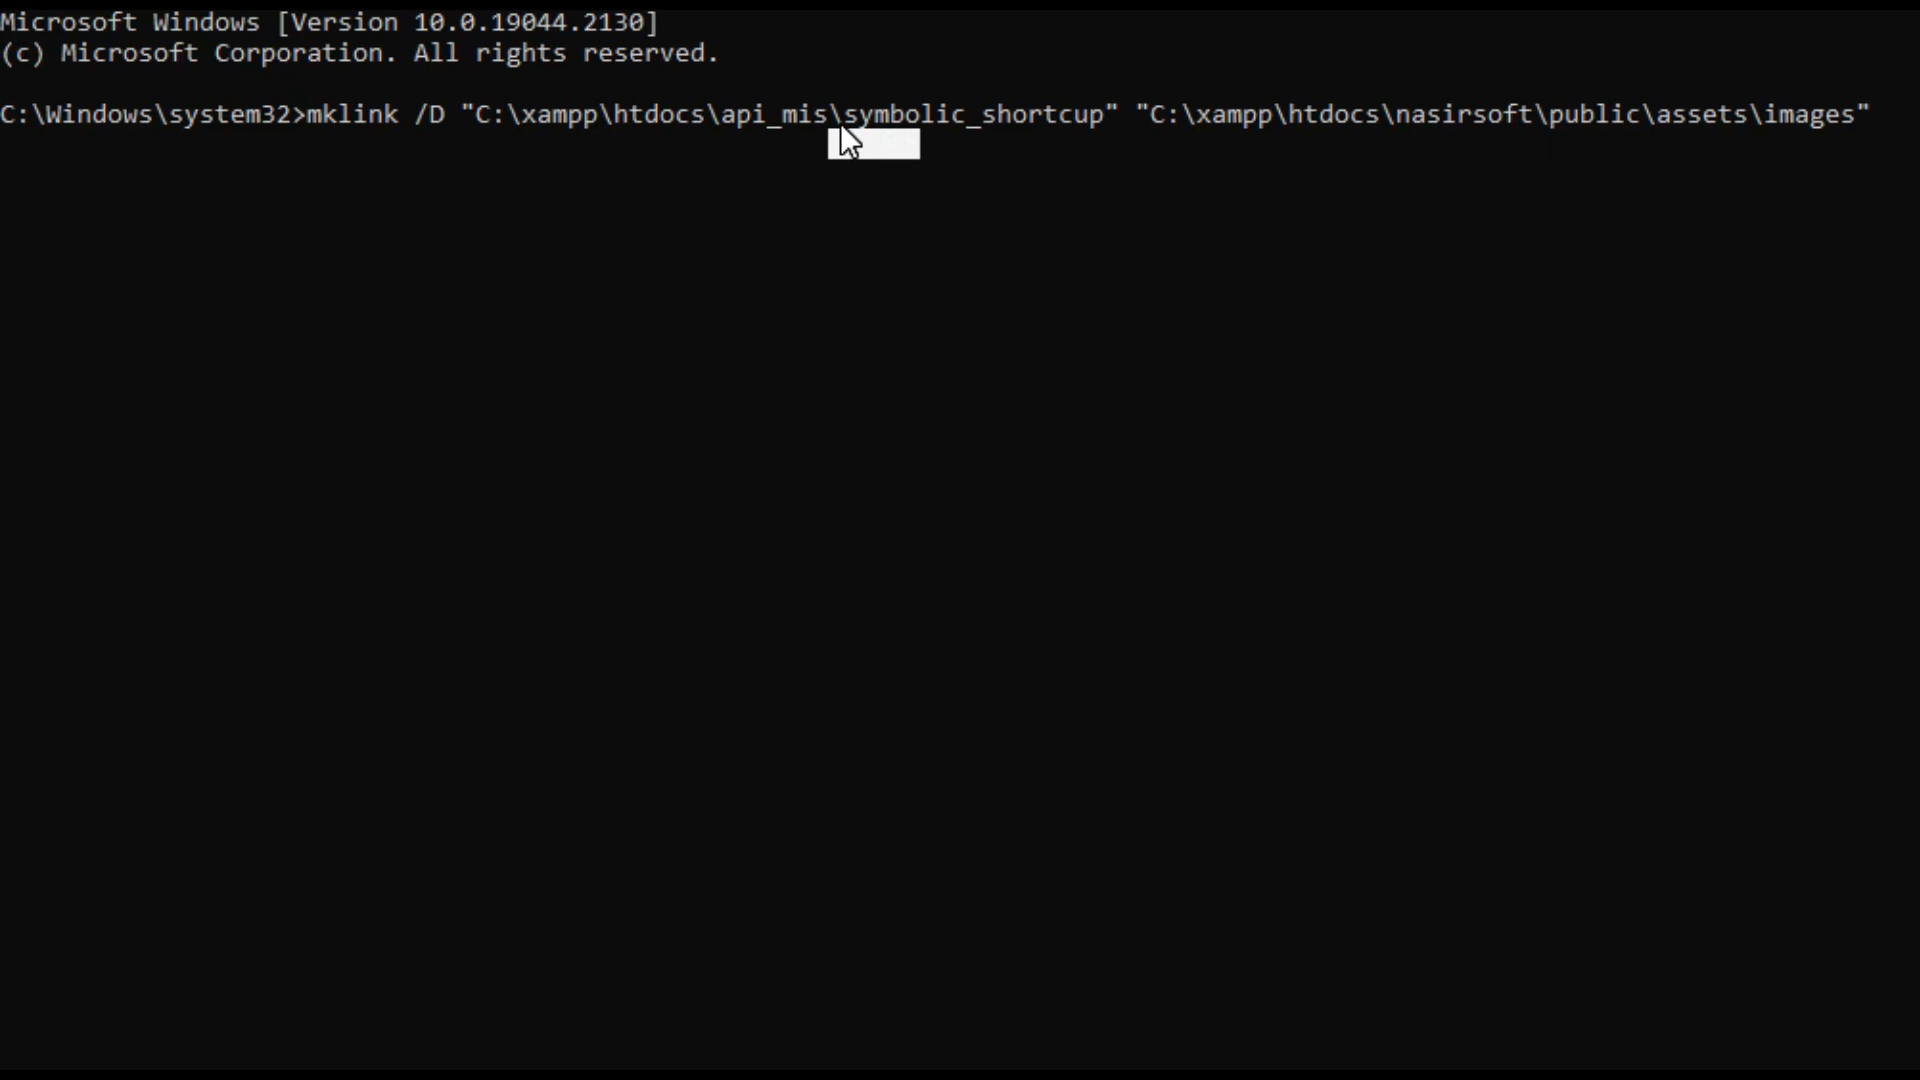 Microsoft Windows [Version 10.0.19044.2130]
(c) Microsoft Corporation. All rights reserved.
C:\Windows\system32>mklink /D "C:\xampp\htdocs\api_mis\symbolic_shortcup" "C:\xampp\htdocs\nasirsoft\public\assets\images"